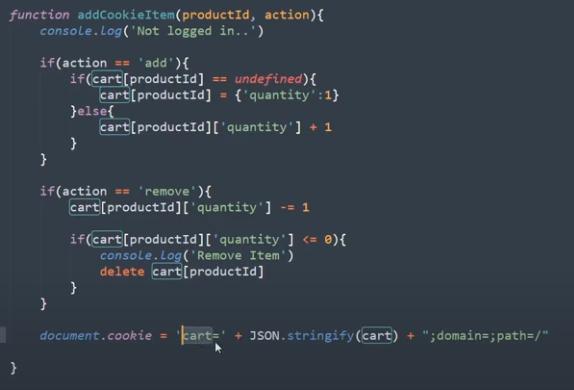 function addCookieItem(productId, action){
console.log('Not logged in..')
if(action == 'add'){
if(cart[productId] == undefined){
cart[productId] = {'quantity':1}
}else{
cart[productId]['quantity'] + 1
}
}
if(action == 'remove'){
cart[productId]['quantity'] -= 1
if(cart[productId]['quantity'] <= 0){
console.log('Remove Item')
delete cart[productId]
}
}
document.cookie = 'cart=' + JSON.stringify(cart) + ";domain=;path=/"
}